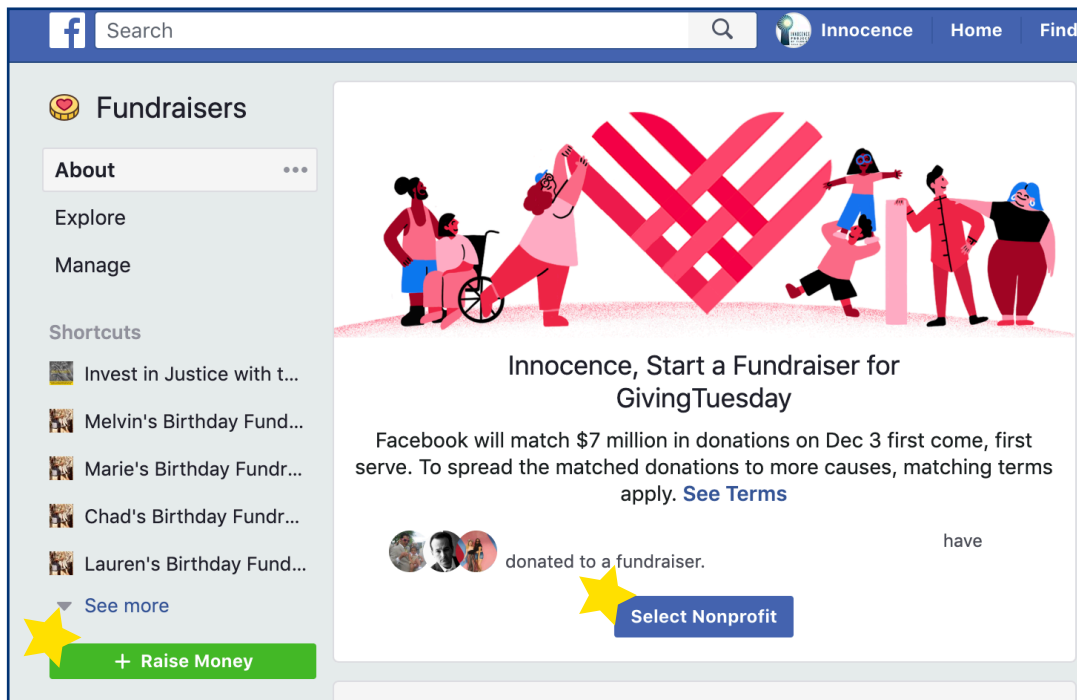 Search
Innocence
Home
Find
Fundraisers
About
Explore
Manage
Shortcuts
Invest in Justice with t...
Melvin's Birthday Fund...
Marie's Birthday Fundr...
Chad's Birthday Fundr...
Lauren's Birthday Fund...
See more
+ Raise Money
Innocence, Start a Fundraiser for
GivingTuesday
Facebook will match $7 million in donations on Dec 3 first come, first
serve. To spread the matched donations to more causes, matching terms
apply. See Terms
have
donated to a fundraiser.
Select Nonprofit